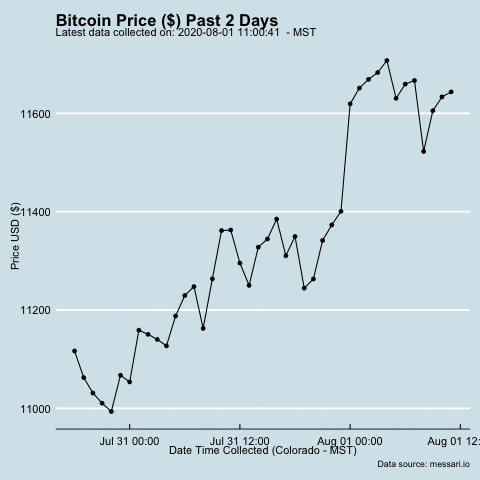 Bitcoin Price ($) Past 2 Days
Latest data collected on: 2020-08-01 11:00:41 - MST
11600
11400
11200
11000
Price USD ($)
Jul 31 00:00 Jul 31 12:00 Aug 01 00:00 Aug 01 12:
Date Time Collected (Colorado - MST)
Data source: messari.io